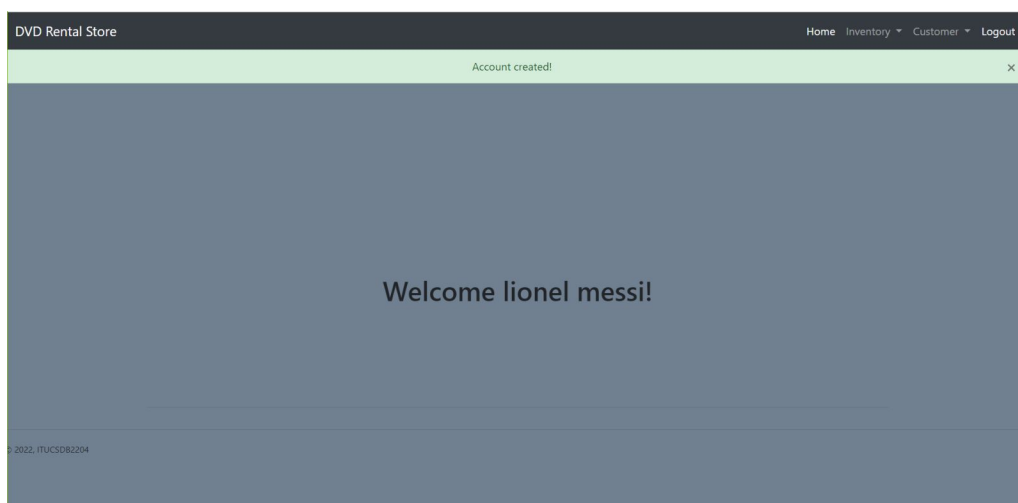 DVD Rental Store
Home Inventory Customer Logout
Account created! ×
Welcome lionel messi!
© 2022, ITUCSDB2204